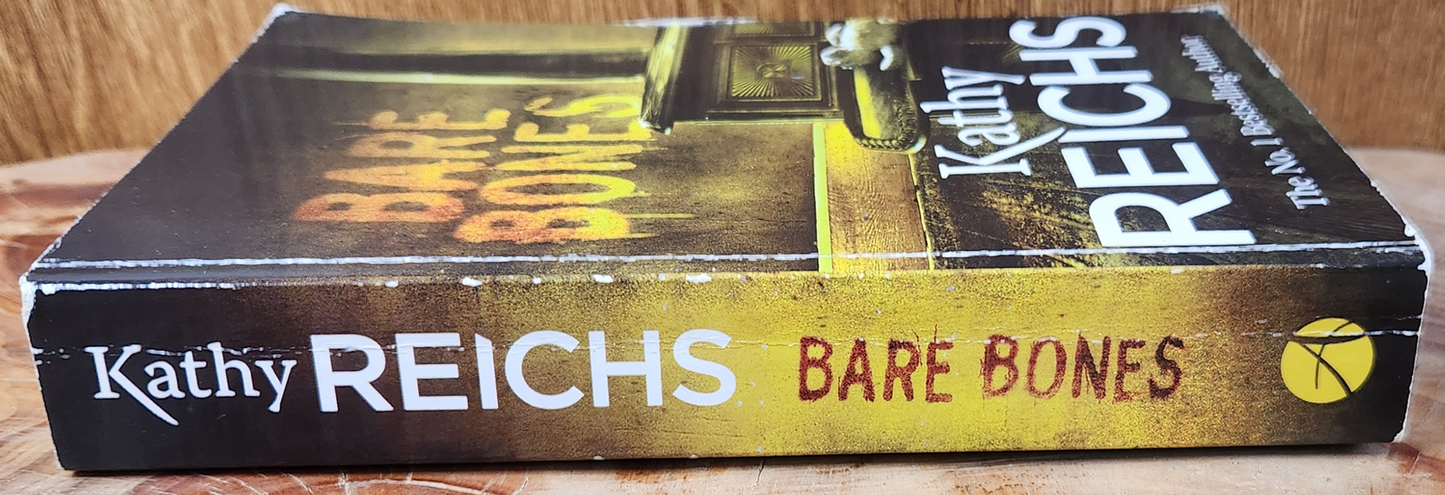 Kathy
REICHS
The No. 1 Bestselling Author
BARE
BONES
Kathy REICHS BARE BONES